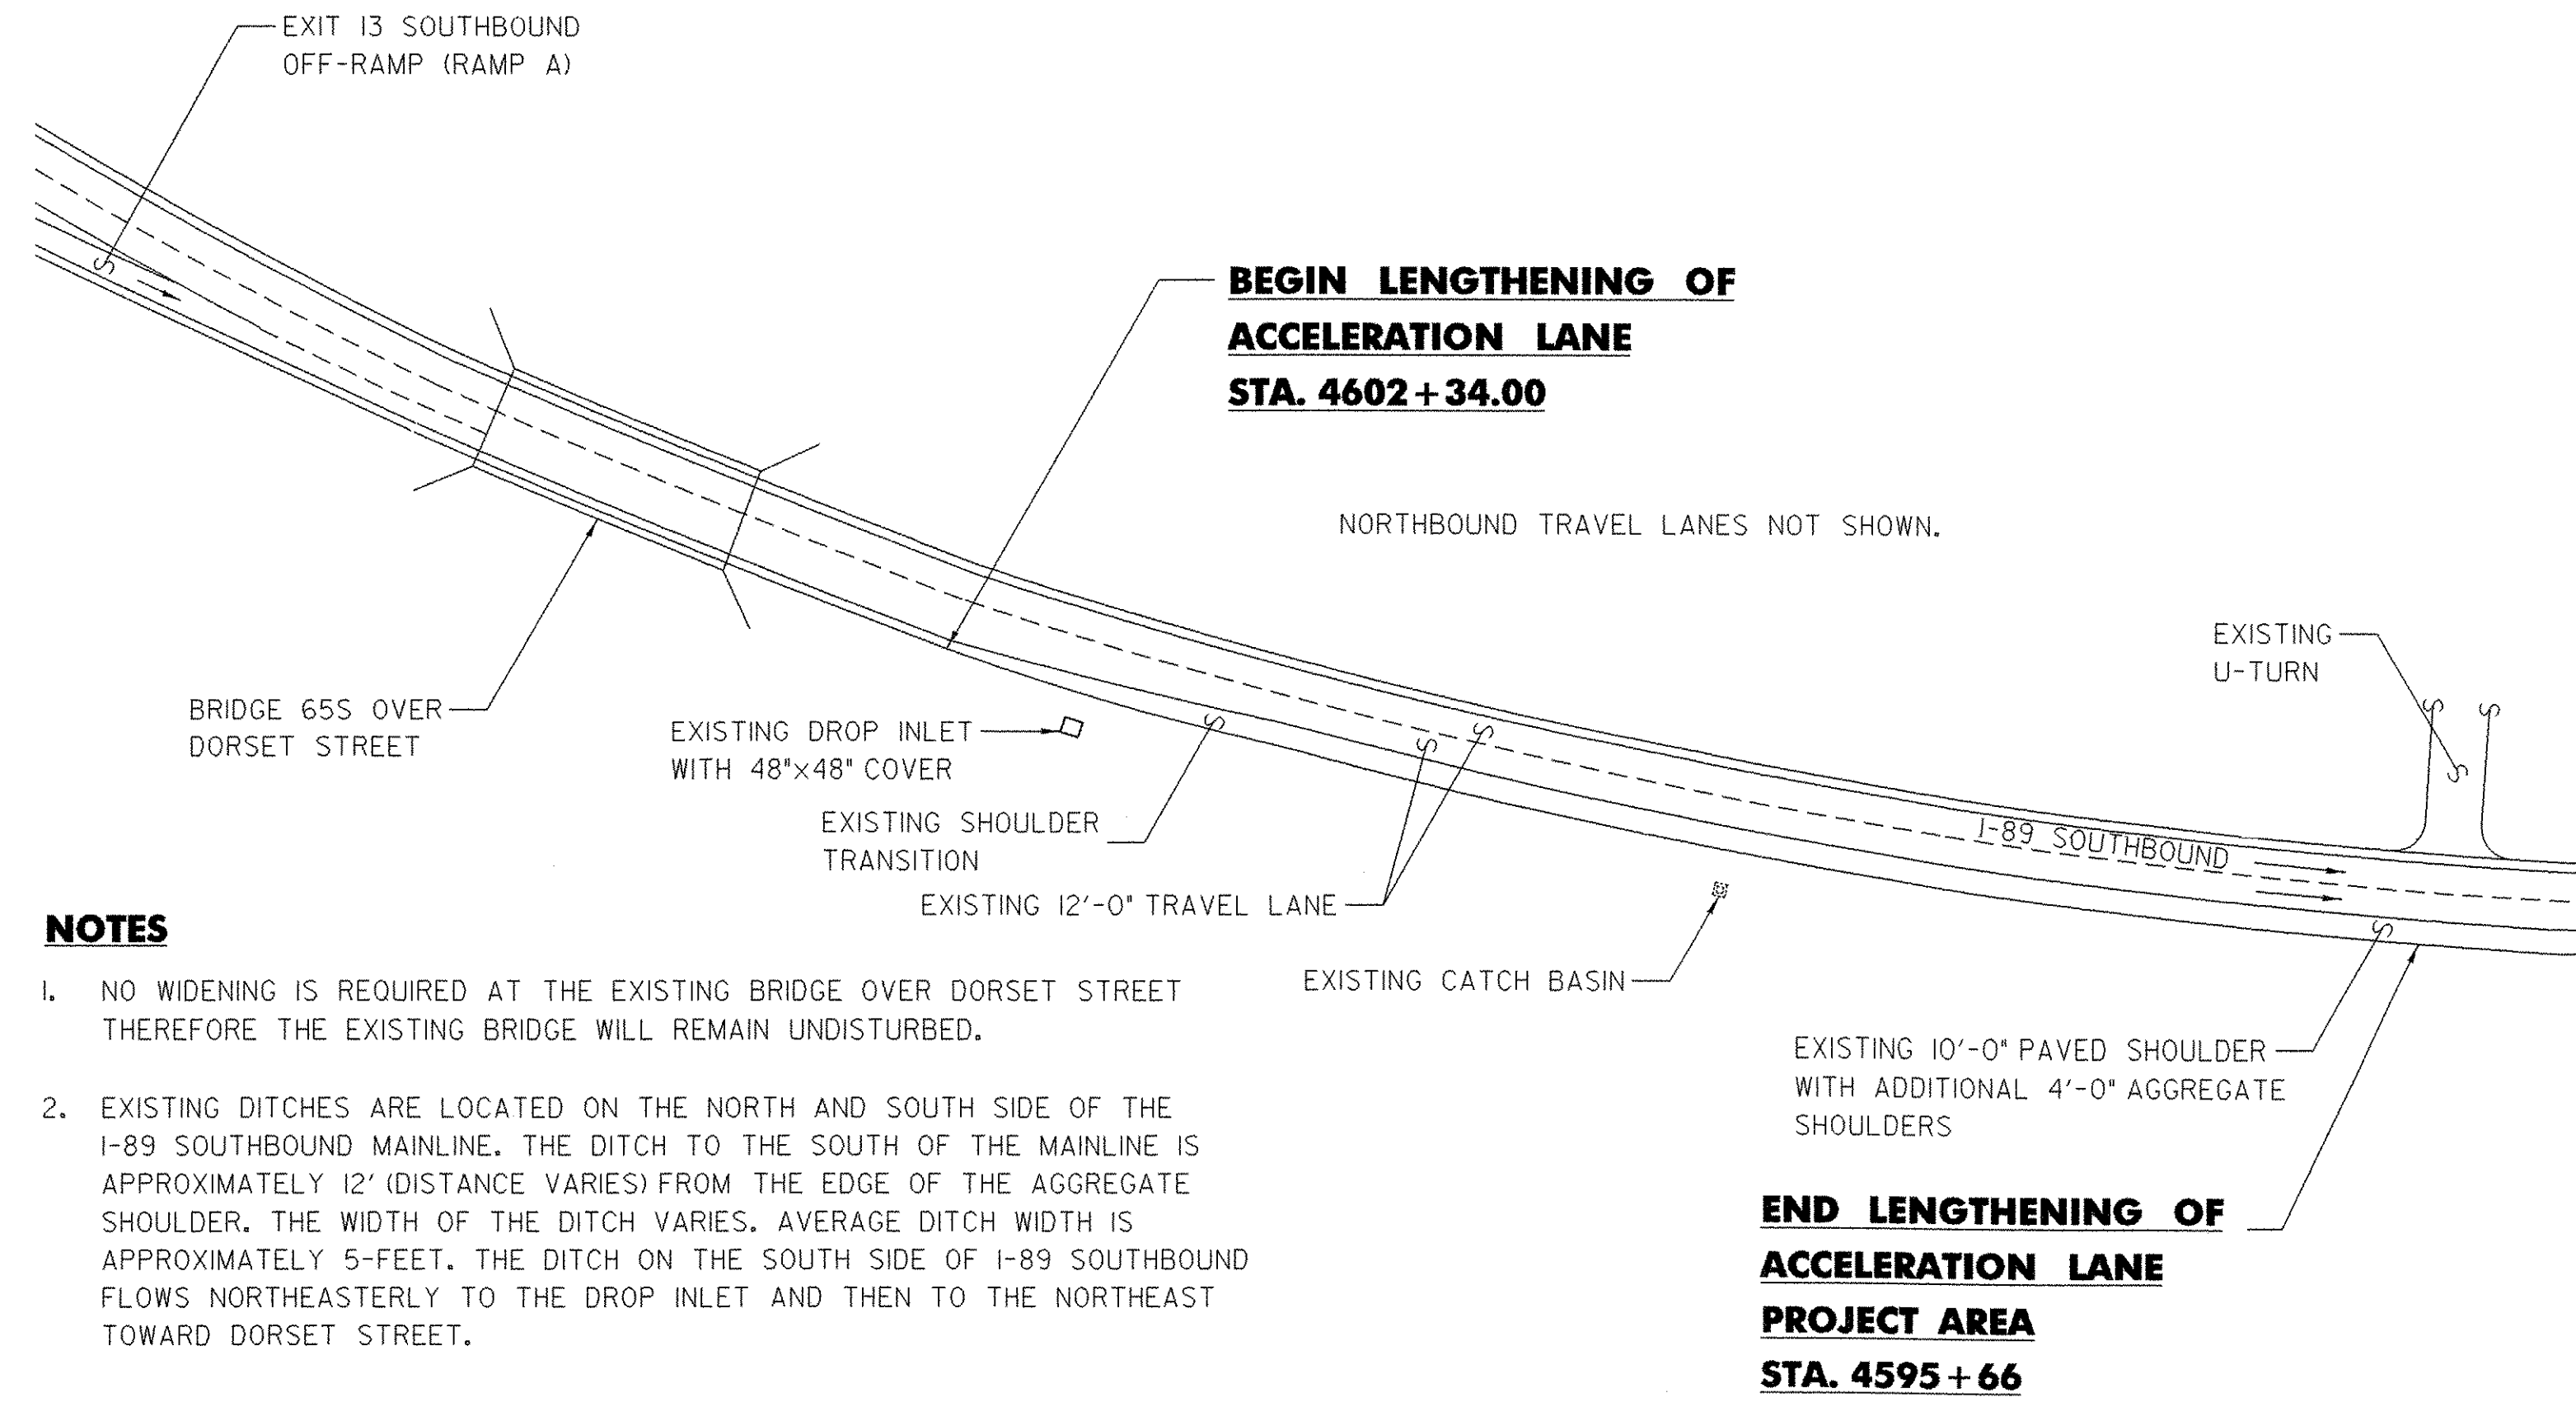 EXIT 13 SOUTHBOUND
OFF-RAMP (RAMP A)
BEGIN LENGTHENING OF
ACCELERATION LANE
STA. 4602+34.00
NORTHBOUND TRAVEL LANES NOT SHOWN.
EXISTING
U-TURN
BRIDGE 65S OVER
DORSET STREET
EXISTING DROP INLET
WITH 48"x48" COVER
EXISTING SHOULDER
TRANSITION
I-89 SOUTHBOUND
EXISTING 12'-0" TRAVEL LANE
EXISTING CATCH BASIN
EXISTING 10'-0" PAVED SHOULDER
WITH ADDITIONAL 4'-0" AGGREGATE
SHOULDERS
END LENGTHENING OF
ACCELERATION LANE
PROJECT AREA
STA. 4595+66
NOTES
1. NO WIDENING IS REQUIRED AT THE EXISTING BRIDGE OVER DORSET STREET
THEREFORE THE EXISTING BRIDGE WILL REMAIN UNDISTURBED.
2. EXISTING DITCHES ARE LOCATED ON THE NORTH AND SOUTH SIDE OF THE
I-89 SOUTHBOUND MAINLINE. THE DITCH TO THE SOUTH OF THE MAINLINE IS
APPROXIMATELY 12' (DISTANCE VARIES) FROM THE EDGE OF THE AGGREGATE
SHOULDER. THE WIDTH OF THE DITCH VARIES. AVERAGE DITCH WIDTH IS
APPROXIMATELY 5-FEET. THE DITCH ON THE SOUTH SIDE OF I-89 SOUTHBOUND
FLOWS NORTHEASTERLY TO THE DROP INLET AND THEN TO THE NORTHEAST
TOWARD DORSET STREET.